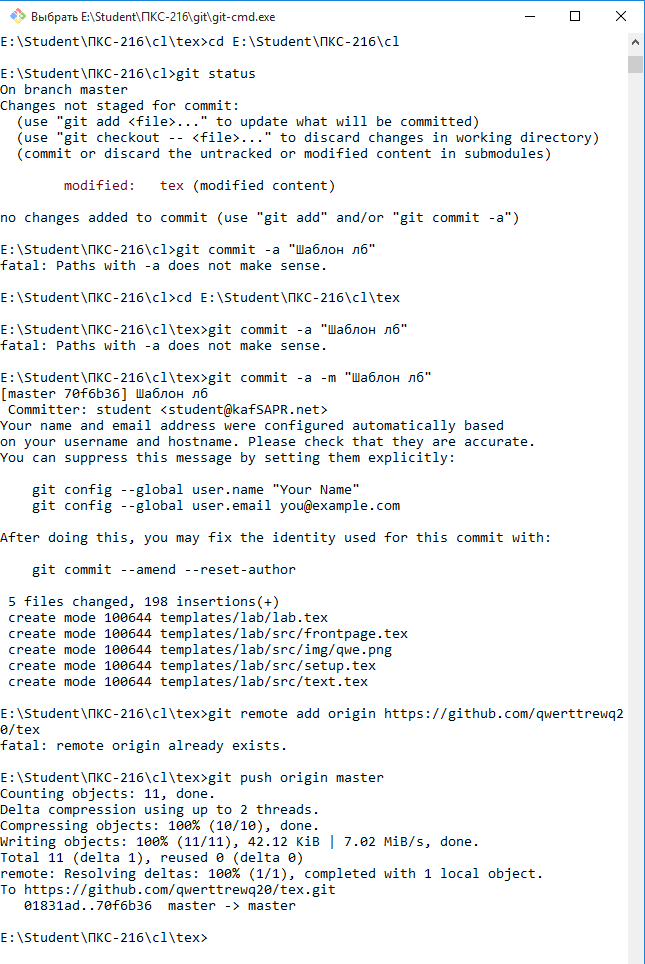 Выбрать E:\Student\ПКС-216\git\git-cmd.exe
E:\Student\ПКС-216\cl\tex>cd E:\Student\ПКС-216\cl
E:\Student\ПКС-216\cl>git status
On branch master
Changes not staged for commit:
  (use "git add <file>..." to update what will be committed)
  (use "git checkout -- <file>..." to discard changes in working directory)
  (commit or discard the untracked or modified content in submodules)
        modified:   tex (modified content)
no changes added to commit (use "git add" and/or "git commit -a")
E:\Student\ПКС-216\cl>git commit -a "Шаблон лб"
fatal: Paths with -a does not make sense.
E:\Student\ПКС-216\cl>cd E:\Student\ПКС-216\cl\tex
E:\Student\ПКС-216\cl\tex>git commit -a "Шаблон лб"
fatal: Paths with -a does not make sense.
E:\Student\ПКС-216\cl\tex>git commit -a -m "Шаблон лб"
[master 70f6b36] Шаблон лб
 Committer: student <student@kafSAPR.net>
Your name and email address were configured automatically based
on your username and hostname. Please check that they are accurate.
You can suppress this message by setting them explicitly:
    git config --global user.name "Your Name"
    git config --global user.email you@example.com
After doing this, you may fix the identity used for this commit with:
    git commit --amend --reset-author
 5 files changed, 198 insertions(+)
 create mode 100644 templates/lab/lab.tex
 create mode 100644 templates/lab/src/frontpage.tex
 create mode 100644 templates/lab/src/img/qwe.png
 create mode 100644 templates/lab/src/setup.tex
 create mode 100644 templates/lab/src/text.tex
E:\Student\ПКС-216\cl\tex>git remote add origin https://github.com/qwerttrewq2
0/tex
fatal: remote origin already exists.
E:\Student\ПКС-216\cl\tex>git push origin master
Counting objects: 11, done.
Delta compression using up to 2 threads.
Compressing objects: 100% (10/10), done.
Writing objects: 100% (11/11), 42.12 KiB | 7.02 MiB/s, done.
Total 11 (delta 1), reused 0 (delta 0)
remote: Resolving deltas: 100% (1/1), completed with 1 local object.
To https://github.com/qwerttrewq20/tex.git
   01831ad..70f6b36  master -> master
E:\Student\ПКС-216\cl\tex>